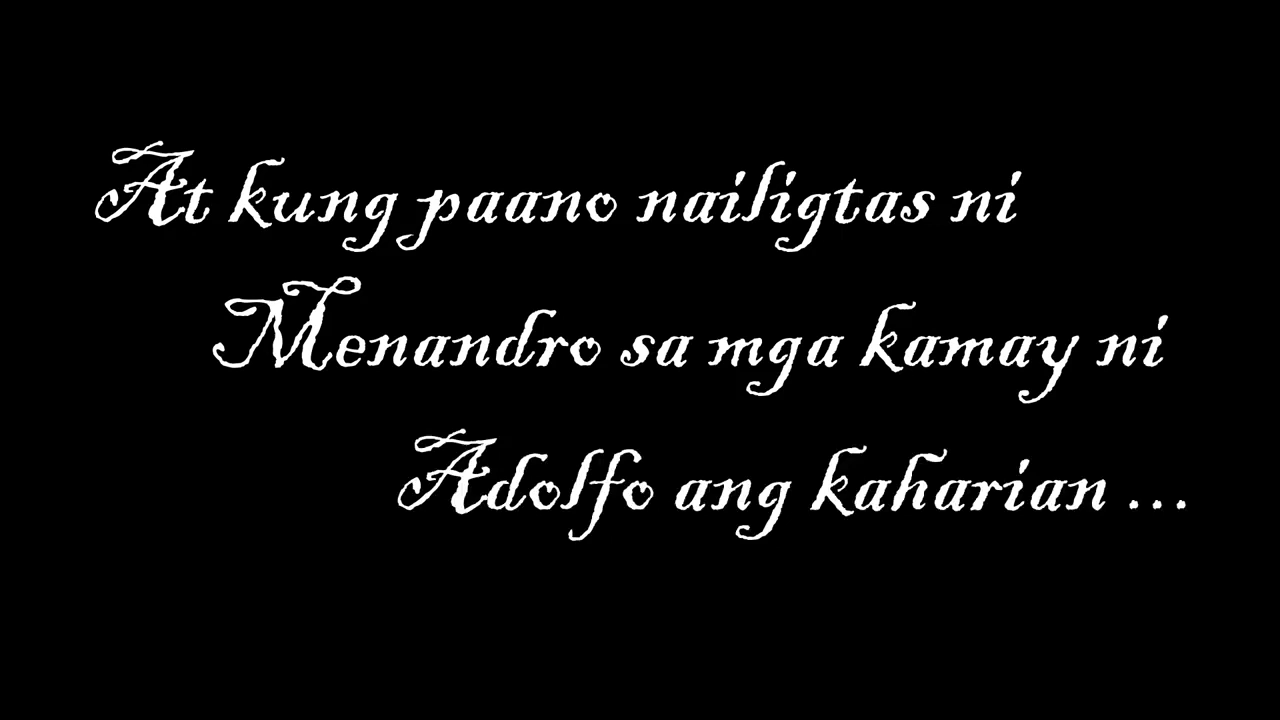 At kung paano nailigtas ni
Menandro sa mga kamay ni
Adolfo ang kaharian ...